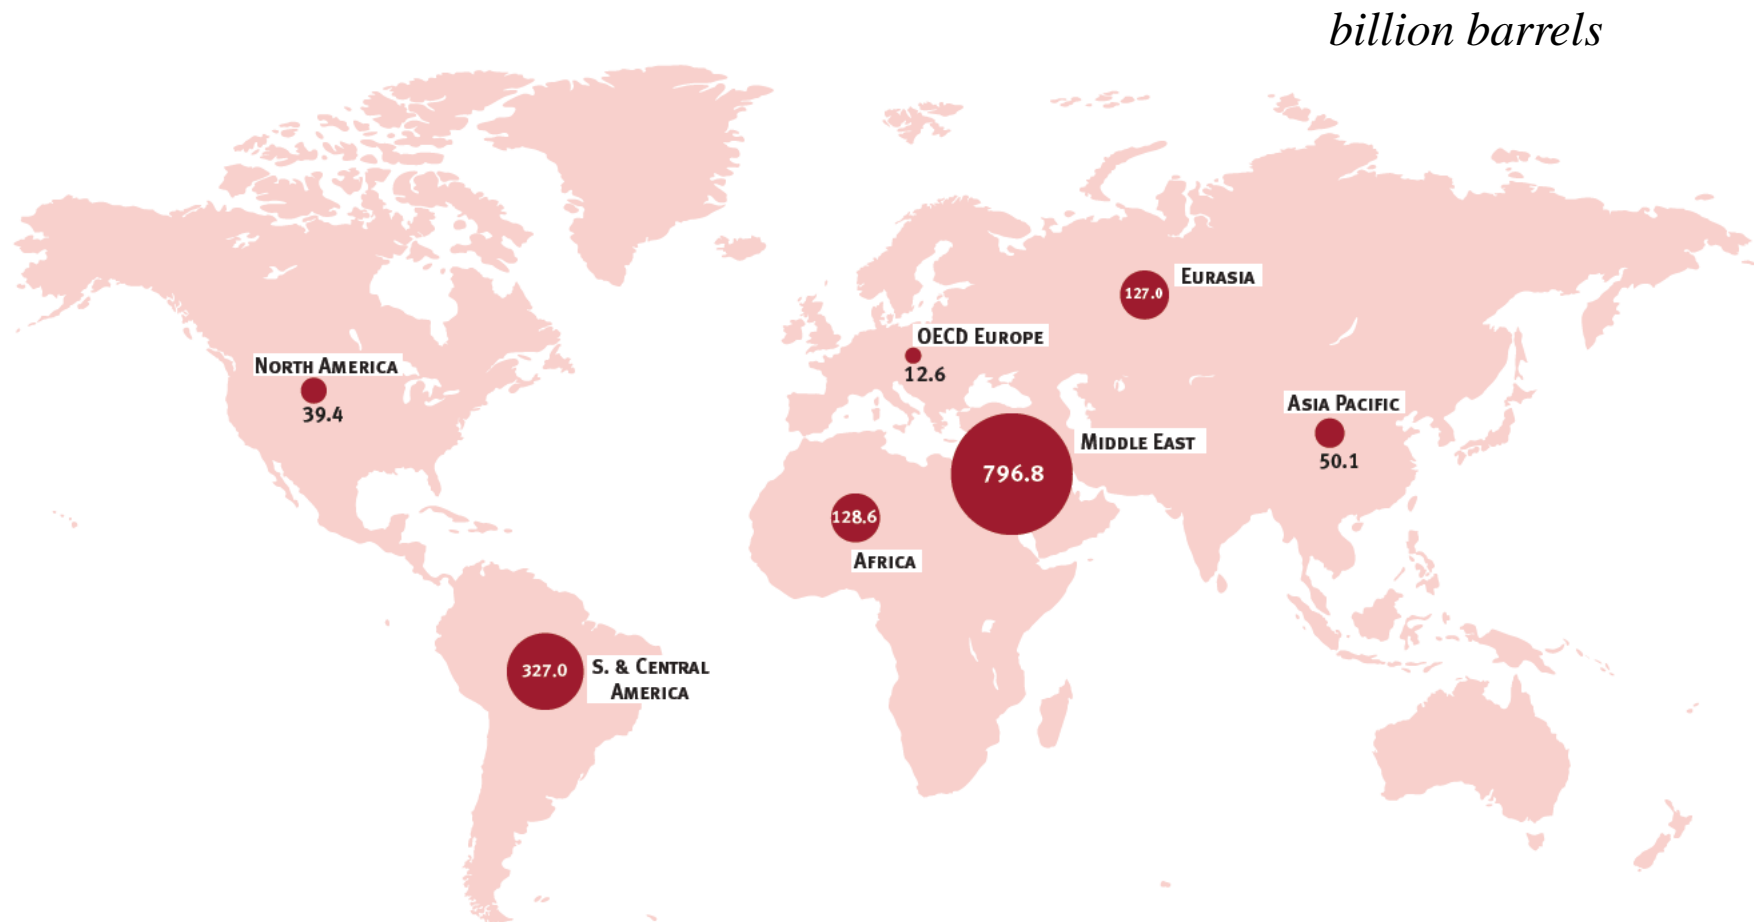 billion barrels
EURASIA
127.0
OECD EUROPE
12.6
NORTH AMERICA
39.4
ASIA PACIFIC
50.1
MIDDLE EAST
796.8
128.6
AFRICA
327.0
S. & CENTRAL
AMERICA